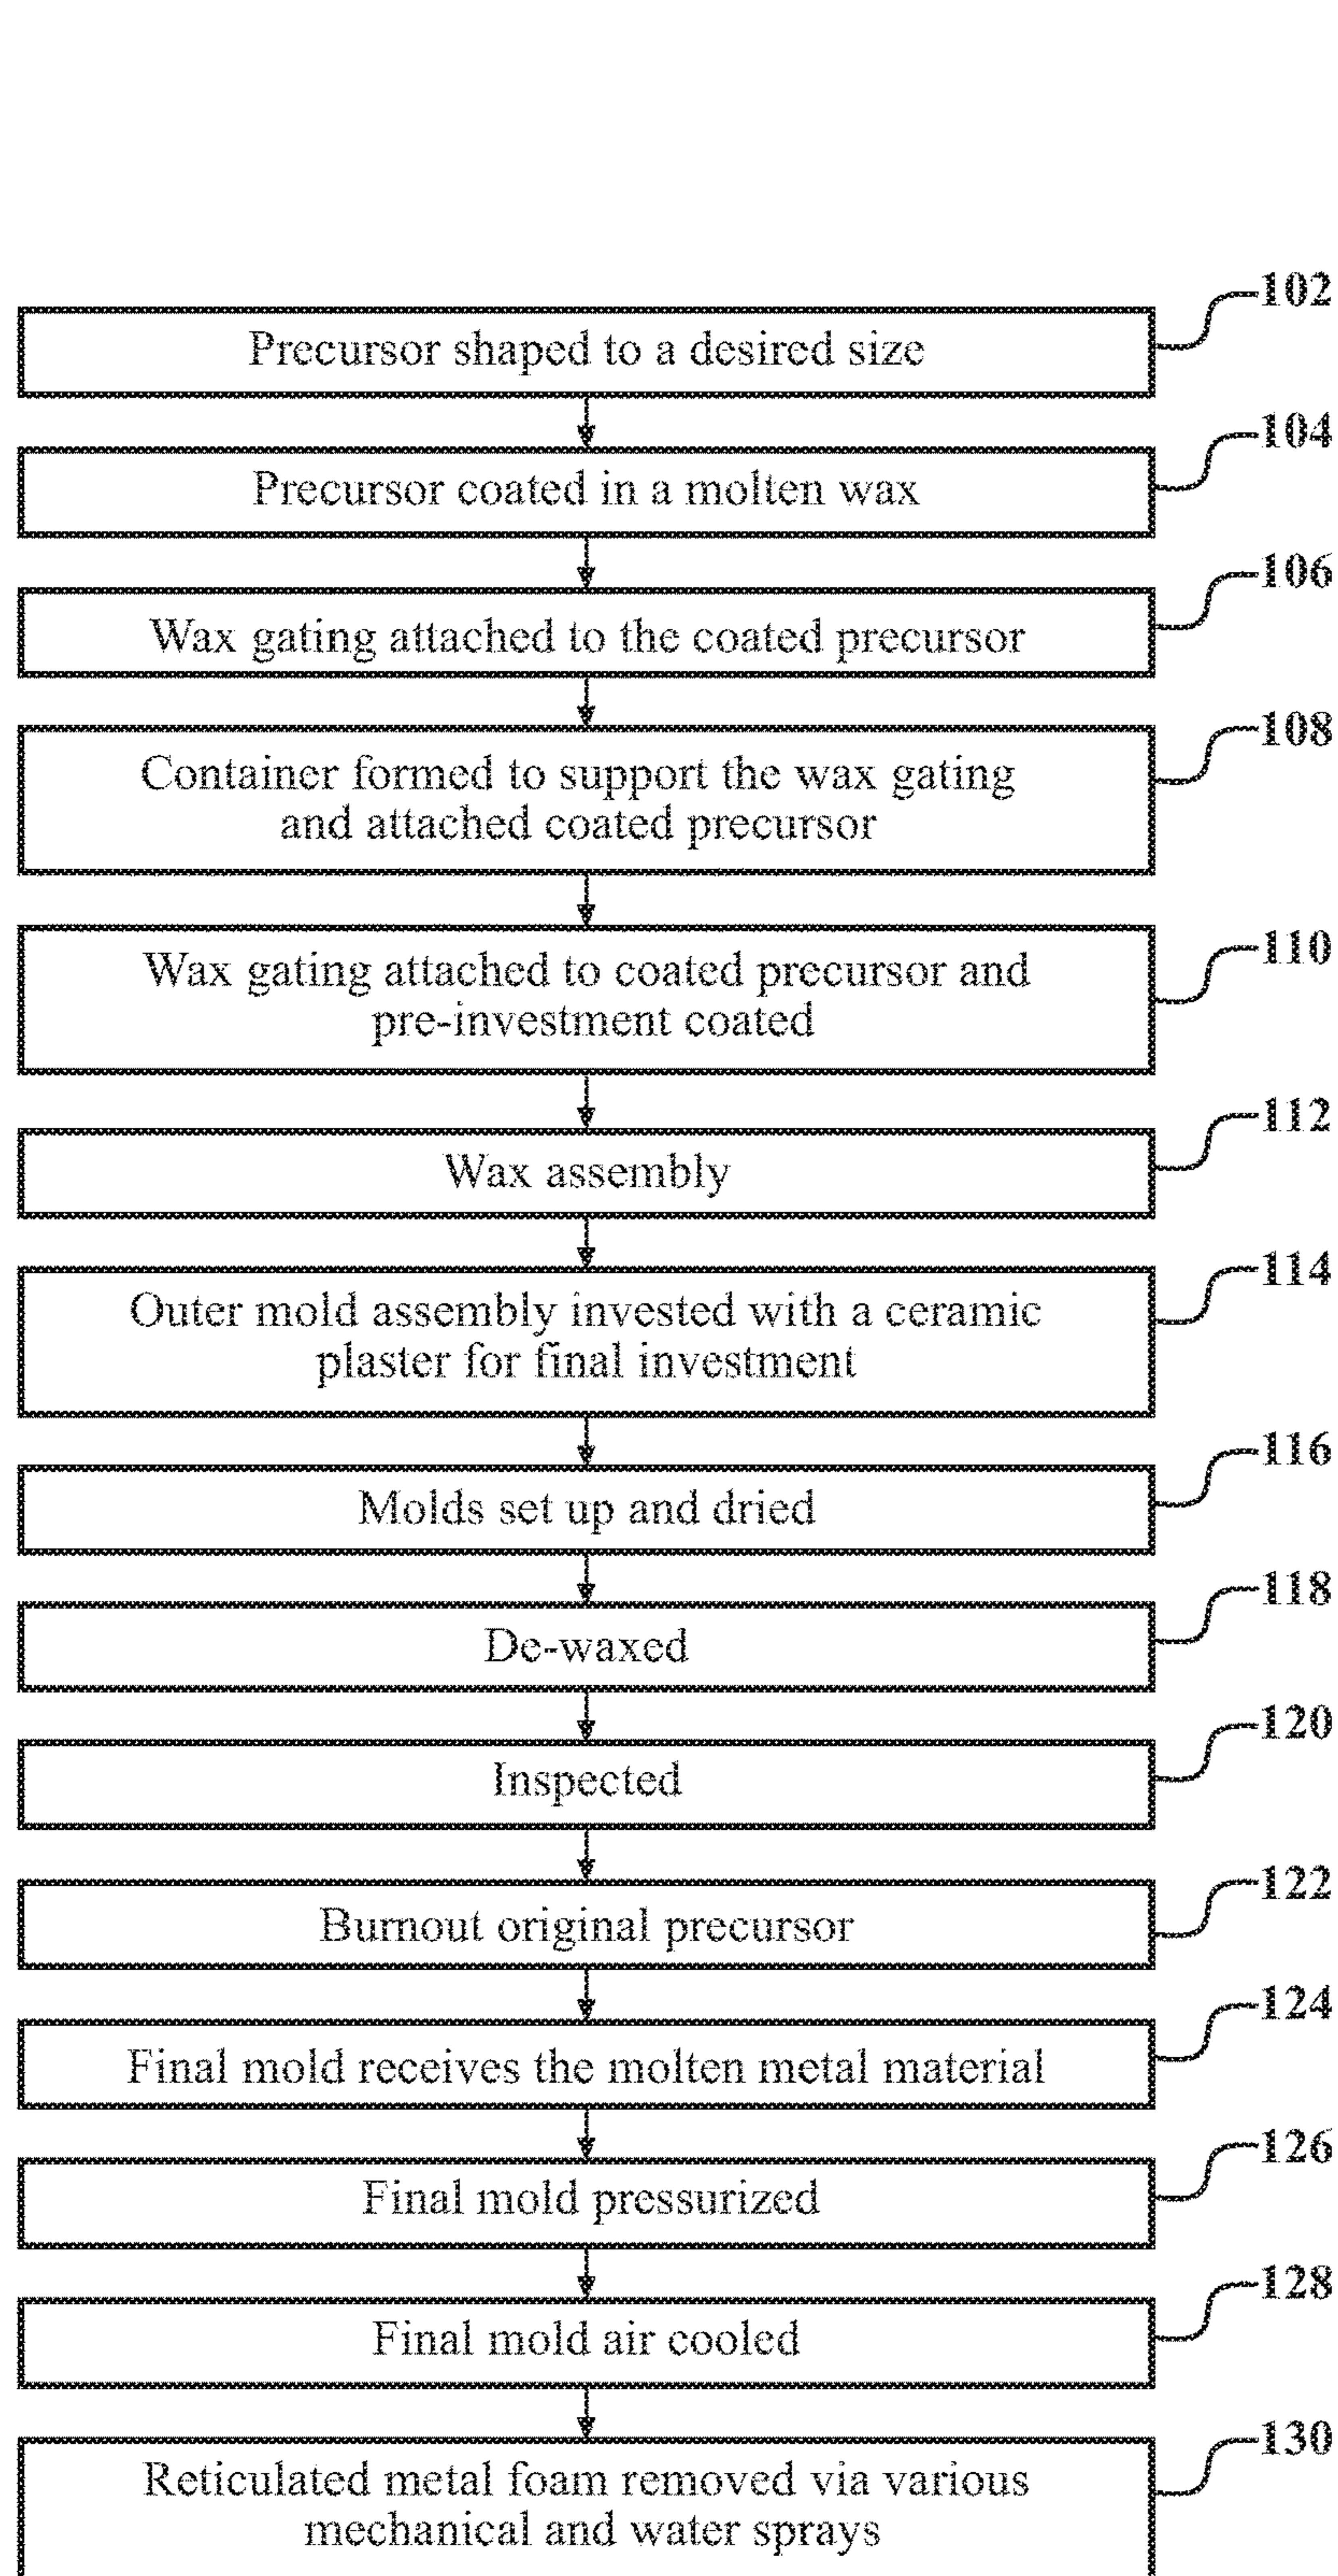 102
Precursor shaped to a desired size
104
Precursor coated in a molten wax
106
Wax gating attached to the coated precursor
108
Container formed to support the wax gating
and attached coated precursor
110
Wax gating attached to coated precursor and
pre-investment coated
112
Wax assembly
114
Outer mold assembly invested with a ceramic
plaster for final investment
116
Molds set up and dried
118
De-waxed
120
Inspected
122
Burnout original precursor
124
Final mold receives the molten metal material
126
Final mold pressurized
128
Final mold air cooled
130
Reticulated metal foam removed via various
mechanical and water sprays